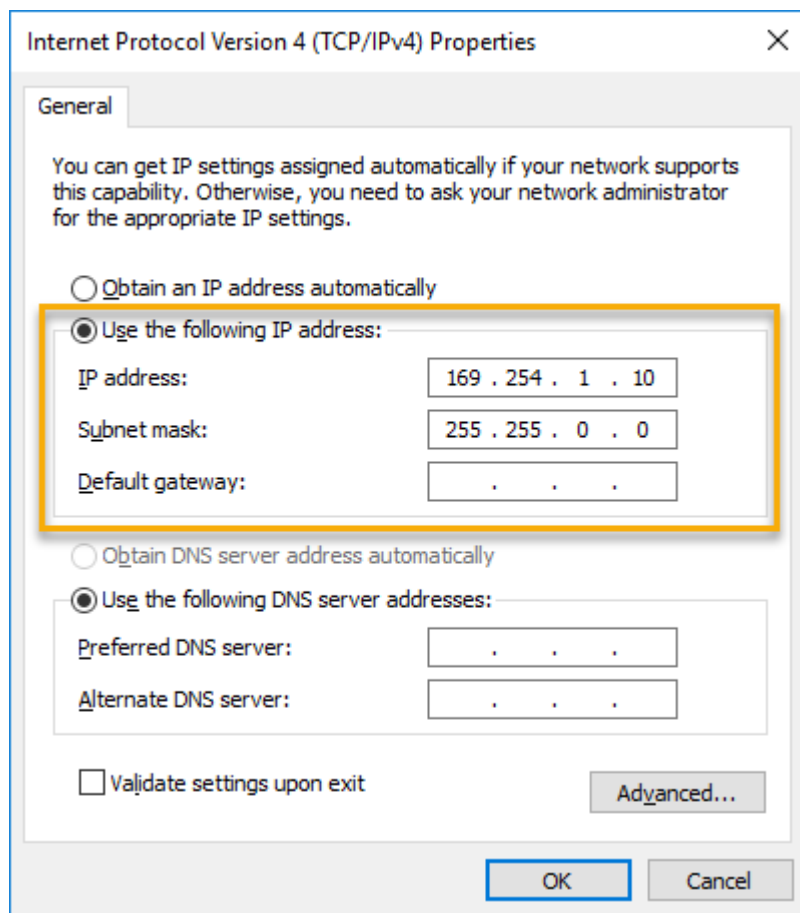 Internet Protocol Version 4 (TCP/IPv4) Properties
General
You can get IP settings assigned automatically if your network supports
this capability. Otherwise, you need to ask your network administrator
for the appropriate IP settings.
Obtain an IP address automatically
Use the following IP address:
IP address: 169 . 254 . 1 . 10
Subnet mask: 255 . 255 . 0 . 0
Default gateway: . . .
Obtain DNS server address automatically
Use the following DNS server addresses:
Preferred DNS server: . . .
Alternate DNS server: . . .
Validate settings upon exit
Advanced...
OK Cancel